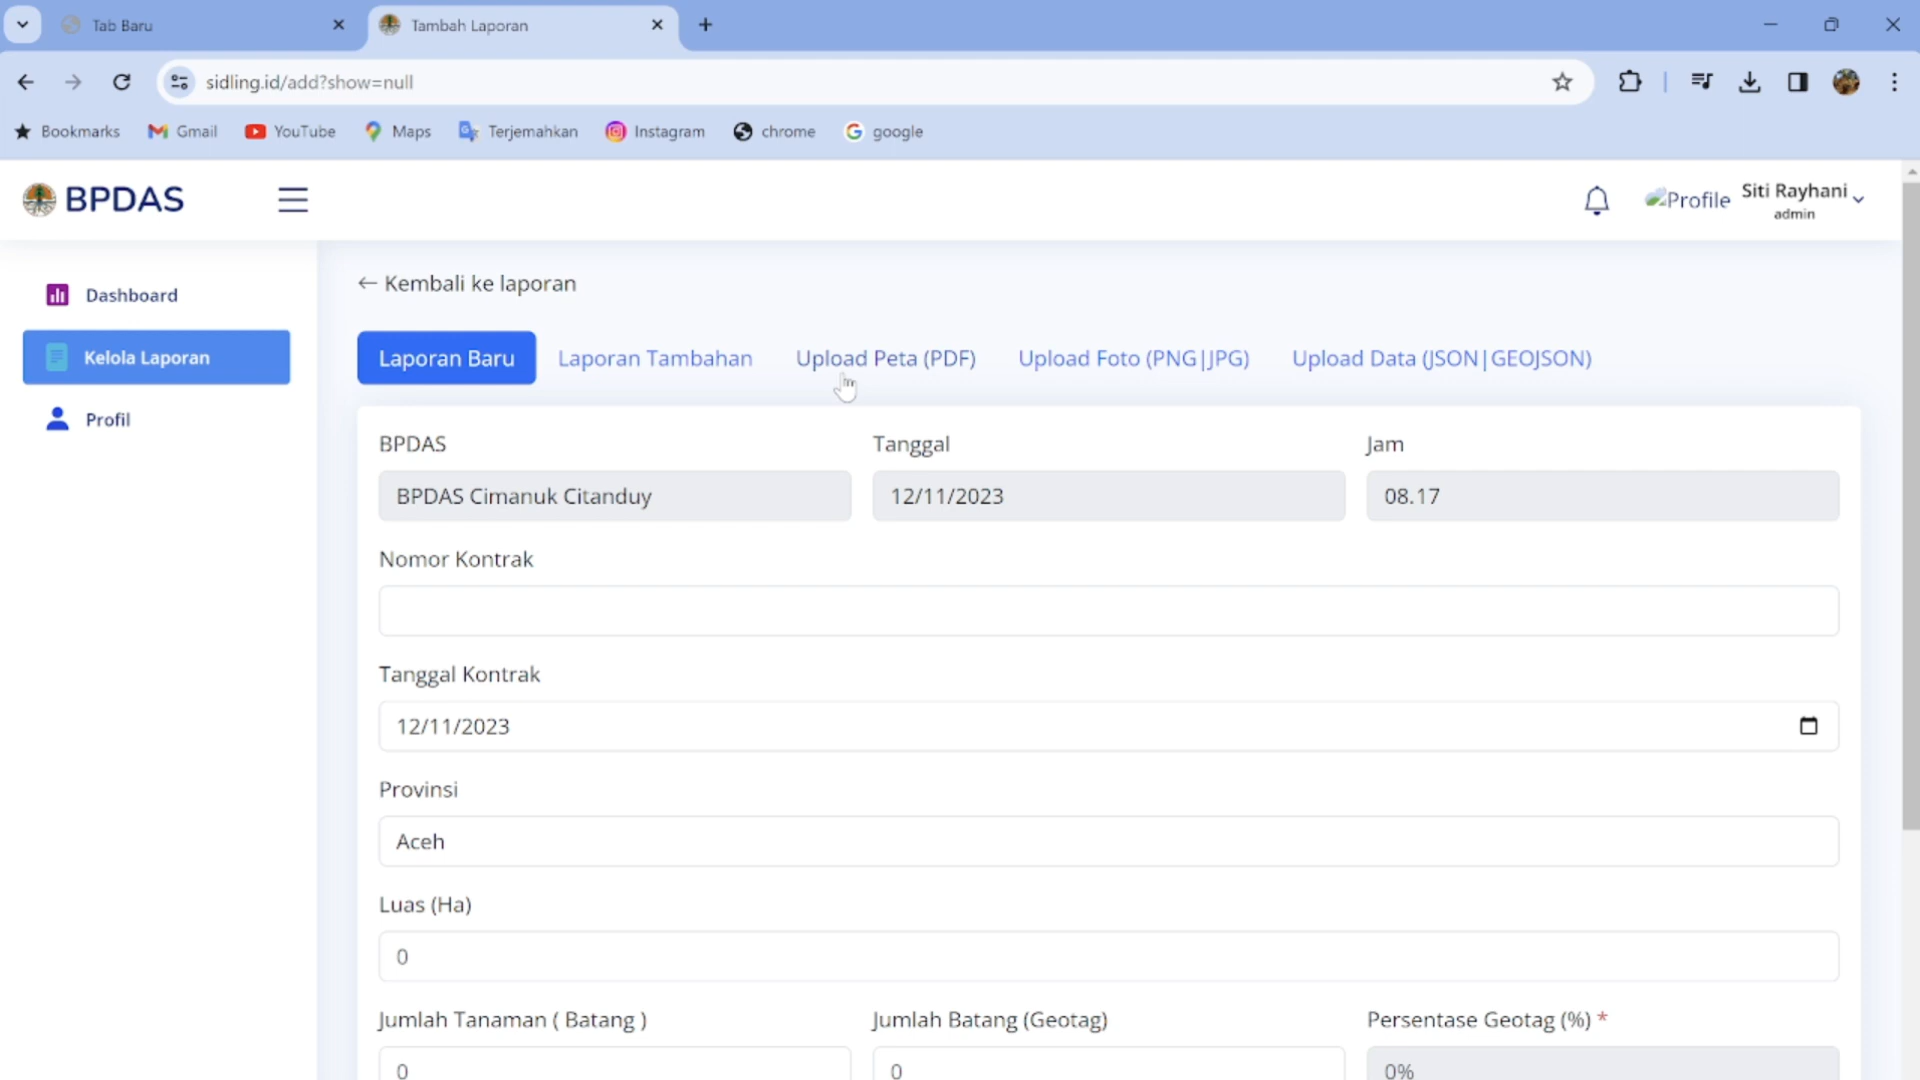 Tab Baru
Tambah Laporan
sidling.id/add?show=null
Bookmarks
Gmail
YouTube
Maps
Terjemahkan
Instagram
chrome
google
BPDAS
Profile
Siti Rayhani
admin
Dashboard
Kelola Laporan
Profil
← Kembali ke laporan
Laporan Baru
Laporan Tambahan
Upload Peta (PDF)
Upload Foto (PNG|JPG)
Upload Data (JSON|GEOJSON)
BPDAS
Tanggal
Jam
BPDAS Cimanuk Citanduy
12/11/2023
08.17
Nomor Kontrak
Tanggal Kontrak
12/11/2023
Provinsi
Aceh
Luas (Ha)
0
Jumlah Tanaman ( Batang )
Jumlah Batang (Geotag)
Persentase Geotag (%) *
0
0
0%